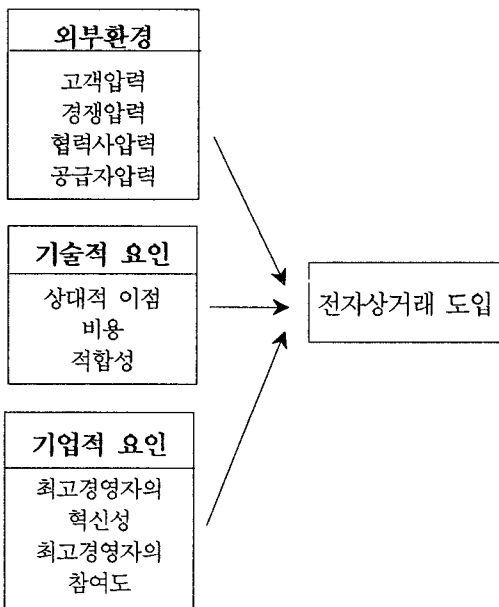 외부환경
고객압력
경쟁압력
협력사압력
공급자압력
기술적 요인
상대적 이점
비용
적합성
기업적 요인
최고경영자의
혁신성
최고경영자의
참여도
전자상거래 도입